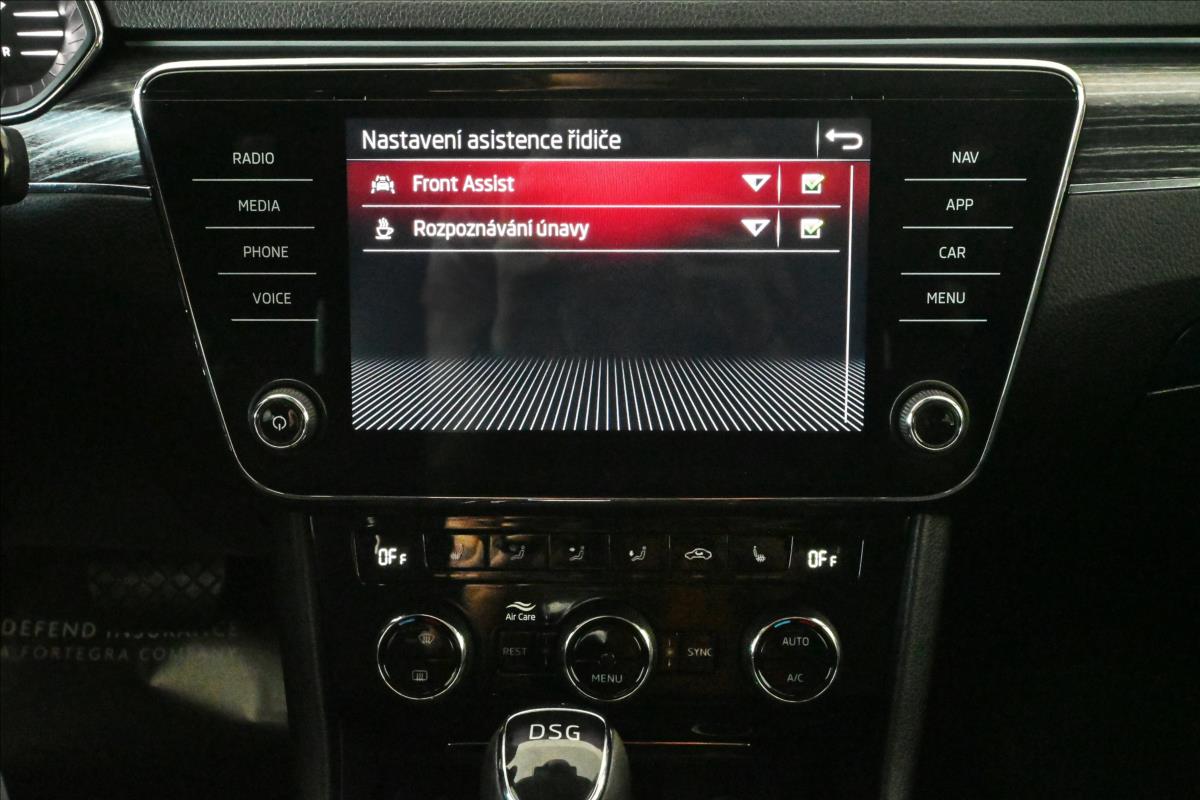 R
Nastavení asistence řidiče
Front Assist
Rozpoznávání únavy
RADIO
MEDIA
PHONE
VOICE
NAV
APP
CAR
MENU
OFF
OFF
Air Care
REST
MENU
SYNC
AUTO
A/C
DEFEND INSURANCE
A FORTEGRA COMPANY
DSG